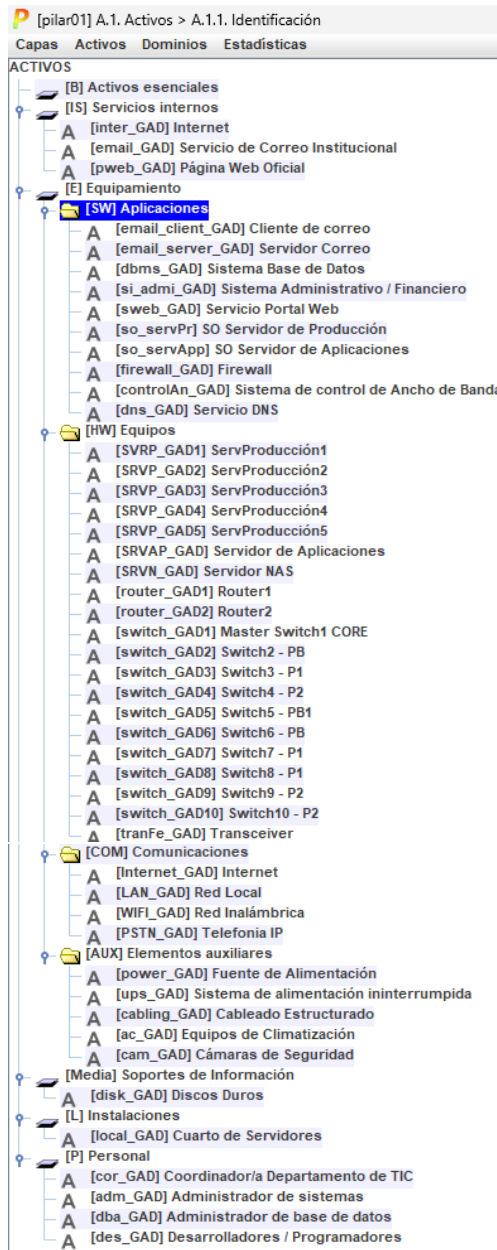 [pilar01] A.1. Activos > A.1.1. Identificación
Capas Activos Dominios Estadísticas
ACTIVOS
[B] Activos esenciales
[IS] Servicios internos
A [inter_GAD] Internet
A [email_GAD] Servicio de Correo Institucional
A [pweb_GAD] Página Web Oficial
[E] Equipamiento
[SW] Aplicaciones
A [email_client_GAD] Cliente de correo
A [email_server_GAD] Servidor Correo
A [dbms_GAD] Sistema Base de Datos
A [si_admi_GAD] Sistema Administrativo / Financiero
A [sweb_GAD] Servicio Portal Web
A [so_servPr] SO Servidor de Producción
A [so_servApp] SO Servidor de Aplicaciones
A [firewall_GAD] Firewall
A [controlAn_GAD] Sistema de control de Ancho de Banda
A [dns_GAD] Servicio DNS
[HW] Equipos
A [SVRP_GAD1] ServProducción1
A [SRVP_GAD2] ServProducción2
A [SRVP_GAD3] ServProducción3
A [SRVP_GAD4] ServProducción4
A [SRVP_GAD5] ServProducción5
A [SRVAP_GAD] Servidor de Aplicaciones
A [SRVN_GAD] Servidor NAS
A [router_GAD1] Router1
A [router_GAD2] Router2
A [switch_GAD1] Master Switch1 CORE
A [switch_GAD2] Switch2 - PB
A [switch_GAD3] Switch3 - P1
A [switch_GAD4] Switch4 - P2
A [switch_GAD5] Switch5 - PB1
A [switch_GAD6] Switch6 - PB
A [switch_GAD7] Switch7 - P1
A [switch_GAD8] Switch8 - P1
A [switch_GAD9] Switch9 - P2
A [switch_GAD10] Switch10 - P2
A [tranFe_GAD] Transceiver
[COM] Comunicaciones
A [Internet_GAD] Internet
A [LAN_GAD] Red Local
A [WIFI_GAD] Red Inalámbrica
A [PSTN_GAD] Telefonia IP
[AUX] Elementos auxiliares
A [power_GAD] Fuente de Alimentación
A [ups_GAD] Sistema de alimentación ininterrumpida
A [cabling_GAD] Cableado Estructurado
A [ac_GAD] Equipos de Climatización
A [cam_GAD] Cámaras de Seguridad
[Media] Soportes de Información
A [disk_GAD] Discos Duros
[L] Instalaciones
A [local_GAD] Cuarto de Servidores
[P] Personal
A [cor_GAD] Coordinador/a Departamento de TIC
A [adm_GAD] Administrador de sistemas
A [dba_GAD] Administrador de base de datos
A [des_GAD] Desarrolladores / Programadores